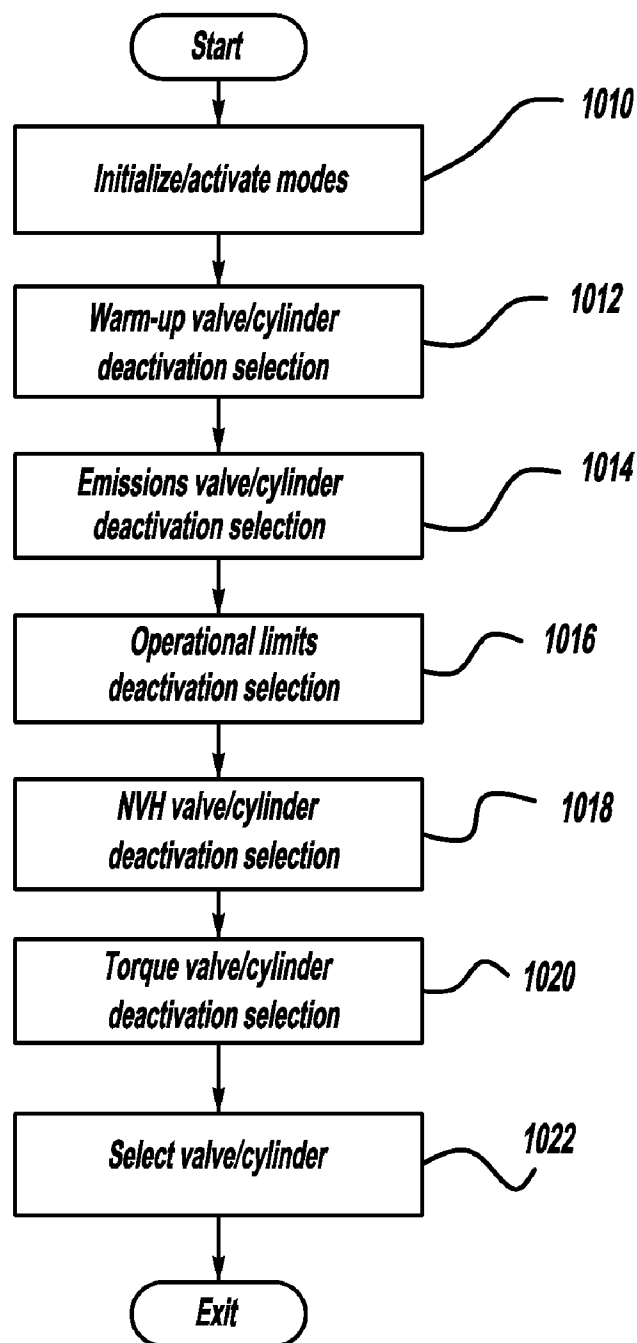 Start
1010
Initialize/activate modes
1012
Warm-up valve/cylinder
deactivation selection
1014
Emissions valve/cylinder
deactivation selection
1016
Operational limits
deactivation selection
1018
NVH valve/cylinder
deactivation selection
1020
Torque valve/cylinder
deactivation selection
1022
Select valve/cylinder
Exit